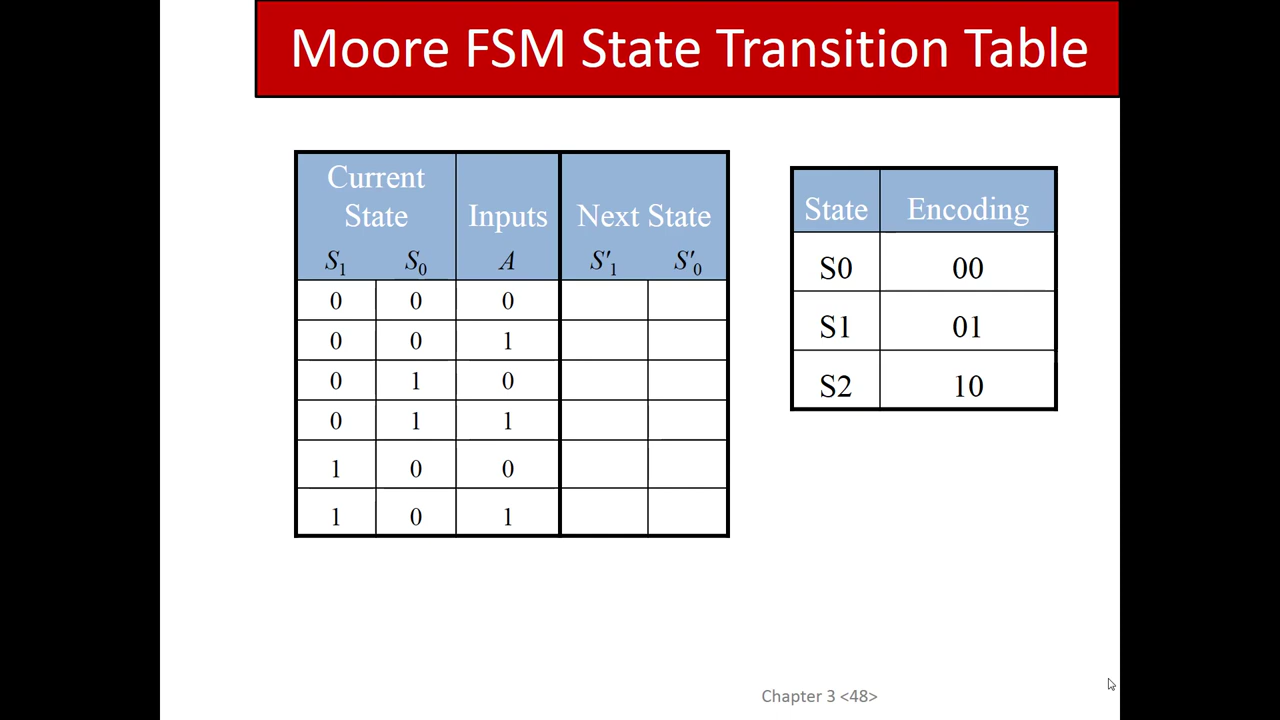 Moore FSM State Transition Table
Current State Inputs Next State
S1 S0 A S′1 S′0
0 0 0
0 0 1
0 1 0
0 1 1
1 0 0
1 0 1
State Encoding
S0 00
S1 01
S2 10
Chapter 3 <48>